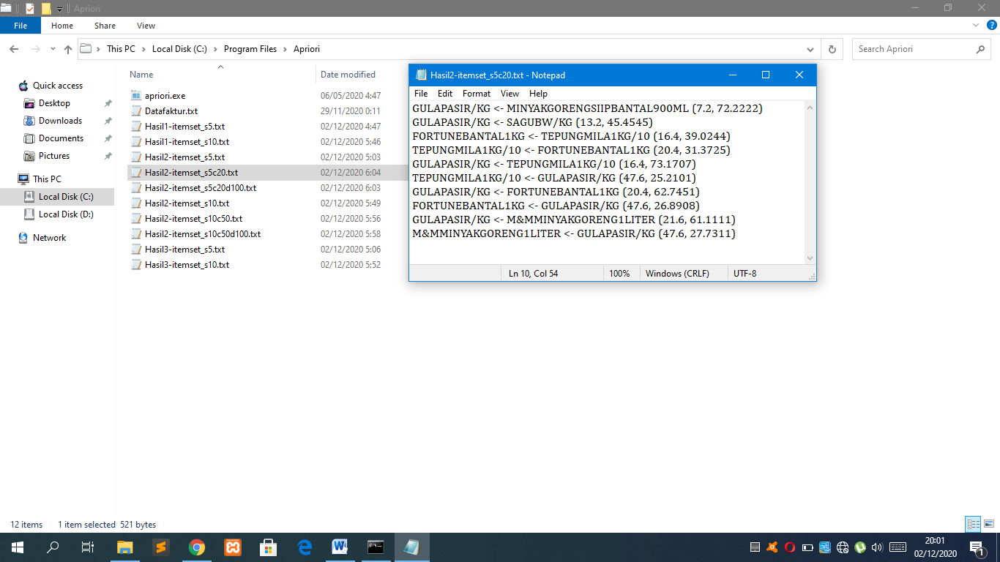 Apriori
File Home Share View
This PC Local Disk (C:) Program Files Apriori
Search Apriori
Name Date modified
Quick access
Desktop
Downloads
Documents
Pictures
This PC
Local Disk (C:)
Local Disk (D:)
Network
apriori.exe 06/05/2020 4:47
Datafaktur.txt 29/11/2020 0:11
Hasil1-itemset_s5.txt 02/12/2020 4:47
Hasil1-itemset_s10.txt 02/12/2020 5:46
Hasil2-itemset_s5.txt 02/12/2020 5:03
Hasil2-itemset_s5c20.txt 02/12/2020 6:04
Hasil2-itemset_s5c20d100.txt 02/12/2020 6:03
Hasil2-itemset_s10.txt 02/12/2020 5:49
Hasil2-itemset_s10c50.txt 02/12/2020 5:56
Hasil2-itemset_s10c50d100.txt 02/12/2020 5:58
Hasil3-itemset_s5.txt 02/12/2020 5:06
Hasil3-itemset_s10.txt 02/12/2020 5:52
Hasil2-itemset_s5c20.txt - Notepad
File Edit Format View Help
GULAPASIR/KG <- MINYAKGORENGSIIPBANTAL900ML (7.2, 72.2222)
GULAPASIR/KG <- SAGUBW/KG (13.2, 45.4545)
FORTUNEBANTAL1KG <- TEPUNGMILA1KG/10 (16.4, 39.0244)
TEPUNGMILA1KG/10 <- FORTUNEBANTAL1KG (20.4, 31.3725)
GULAPASIR/KG <- TEPUNGMILA1KG/10 (16.4, 73.1707)
TEPUNGMILA1KG/10 <- GULAPASIR/KG (47.6, 25.2101)
GULAPASIR/KG <- FORTUNEBANTAL1KG (20.4, 62.7451)
FORTUNEBANTAL1KG <- GULAPASIR/KG (47.6, 26.8908)
GULAPASIR/KG <- M&MMINYAKGORENG1LITER (21.6, 61.1111)
M&MMINYAKGORENG1LITER <- GULAPASIR/KG (47.6, 27.7311)
Ln 10, Col 54 100% Windows (CRLF) UTF-8
12 items 1 item selected 521 bytes
20:01
02/12/2020
1